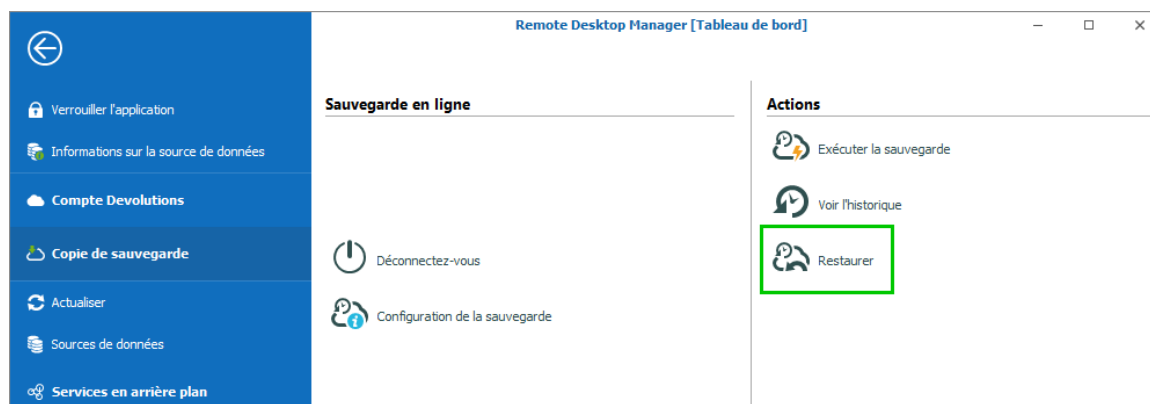 Remote Desktop Manager [Tableau de bord]
Verrouiller l'application
Informations sur la source de données
Compte Devolutions
Copie de sauvegarde
Actualiser
Sources de données
Services en arrière plan
Sauvegarde en ligne
Déconnectez-vous
Configuration de la sauvegarde
Actions
Exécuter la sauvegarde
Voir l'historique
Restaurer